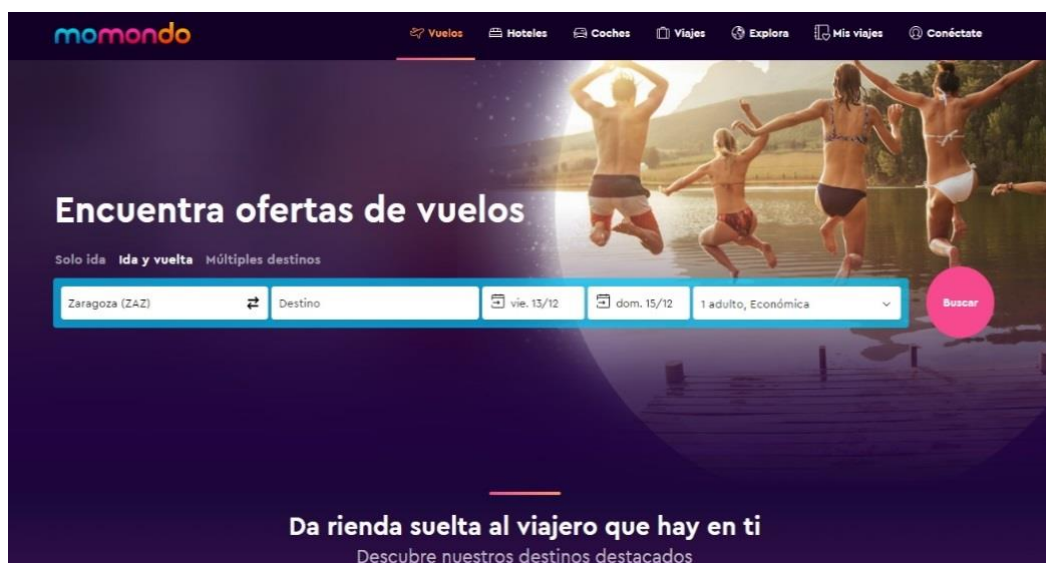 momondo Vuelos Hoteles Coches Viajes Explora Mis viajes Conéctate
Encuentra ofertas de vuelos
Solo ida Ida y vuelta Múltiples destinos
Zaragoza (ZAZ) Destino vie. 13/12 dom. 15/12 1 adulto, Económica Buscar
Da rienda suelta al viajero que hay en ti
Descubre nuestros destinos destacados